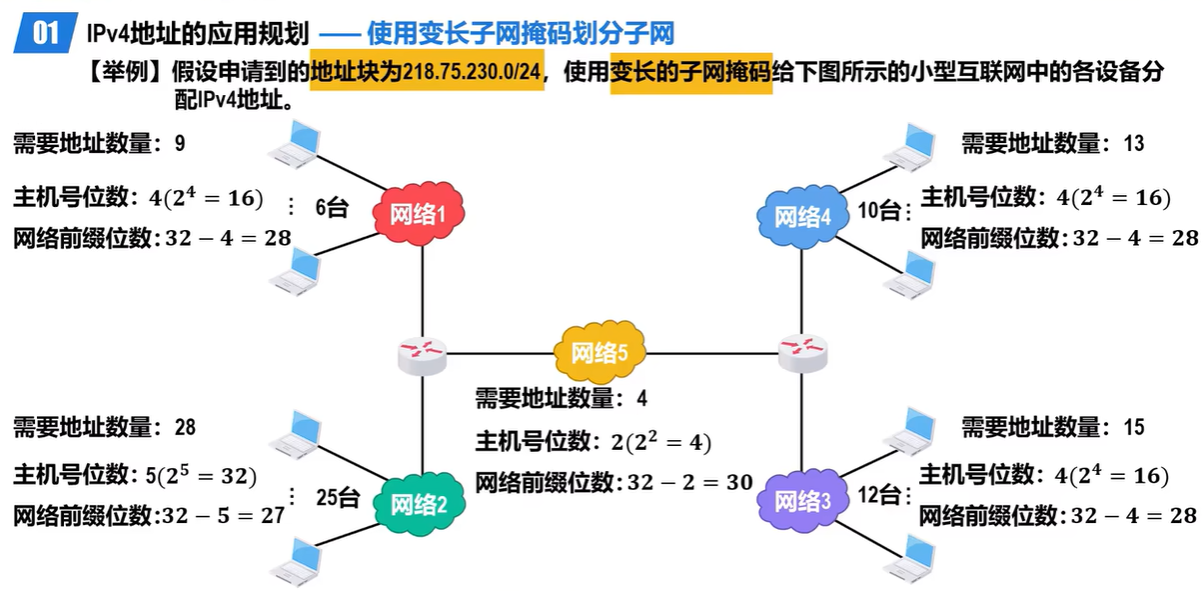 01 IPv4地址的应用规划 —— 使用变长子网掩码划分子网
【举例】假设申请到的地址块为218.75.230.0/24，使用变长的子网掩码给下图所示的小型互联网中的各设备分
配IPv4地址。
需要地址数量：9
主机号位数：4(2⁴ = 16)
网络前缀位数：32 − 4 = 28
⋮ 6台
网络1
网络4
10台⋮
需要地址数量：13
主机号位数：4(2⁴ = 16)
网络前缀位数：32 − 4 = 28
网络5
需要地址数量：4
主机号位数：2(2² = 4)
网络前缀位数：32 − 2 = 30
需要地址数量：28
主机号位数：5(2⁵ = 32)
网络前缀位数：32 − 5 = 27
⋮ 25台
网络2
网络3
12台⋮
需要地址数量：15
主机号位数：4(2⁴ = 16)
网络前缀位数：32 − 4 = 28